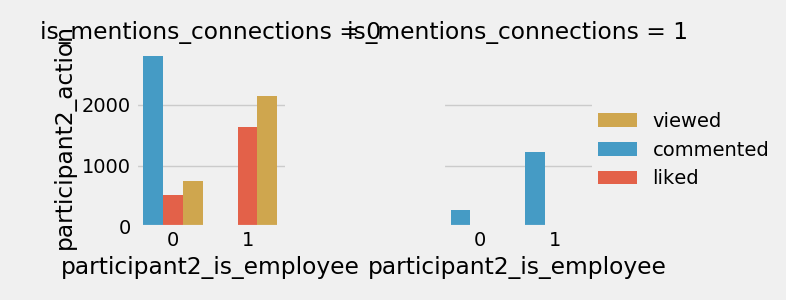 is_mentions_connections = 0
is_mentions_connections = 1
participant2_action
2000
1000
0
0
1
participant2_is_employee
0
1
participant2_is_employee
viewed
commented
liked